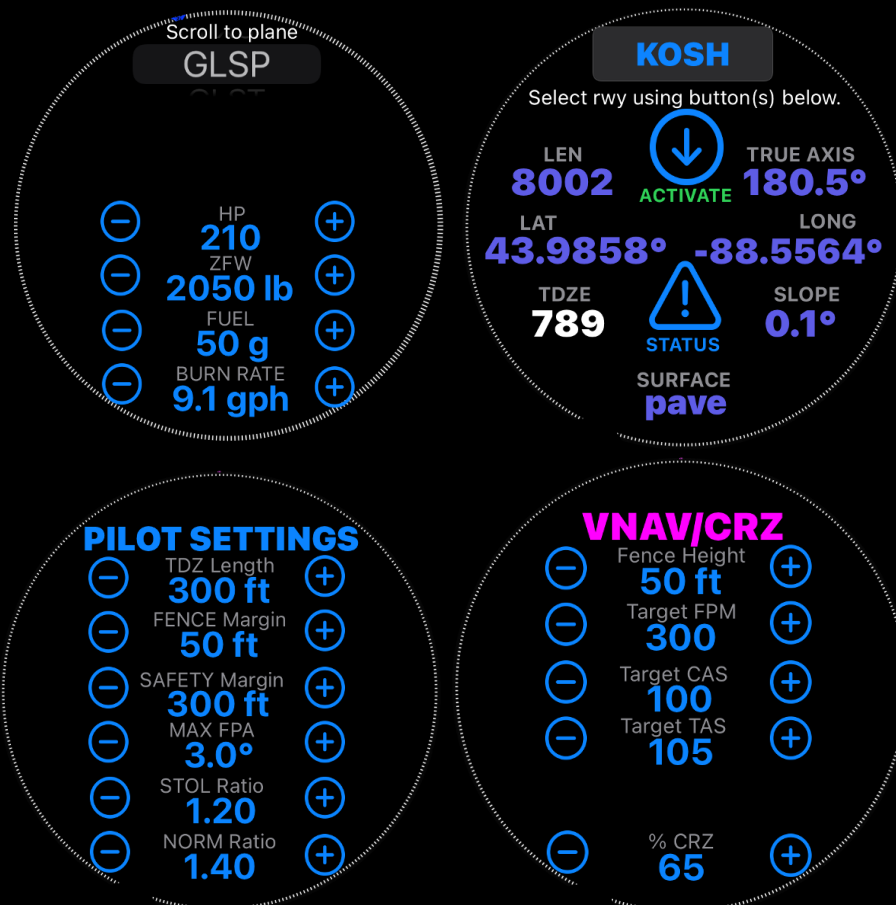 Scroll to plane
GLSP
HP
210
ZFW
2050 lb
FUEL
50 g
BURN RATE
9.1 gph
KOSH
Select rwy using button(s) below.
LEN
8002
ACTIVATE
TRUE AXIS
180.5°
LAT
43.9858°
LONG
-88.5564°
TDZE
789
STATUS
SLOPE
0.1°
SURFACE
pave
PILOT SETTINGS
TDZ Length
300 ft
FENCE Margin
50 ft
SAFETY Margin
300 ft
MAX FPA
3.0°
STOL Ratio
1.20
NORM Ratio
1.40
VNAV/CRZ
Fence Height
50 ft
Target FPM
300
Target CAS
100
Target TAS
105
% CRZ
65